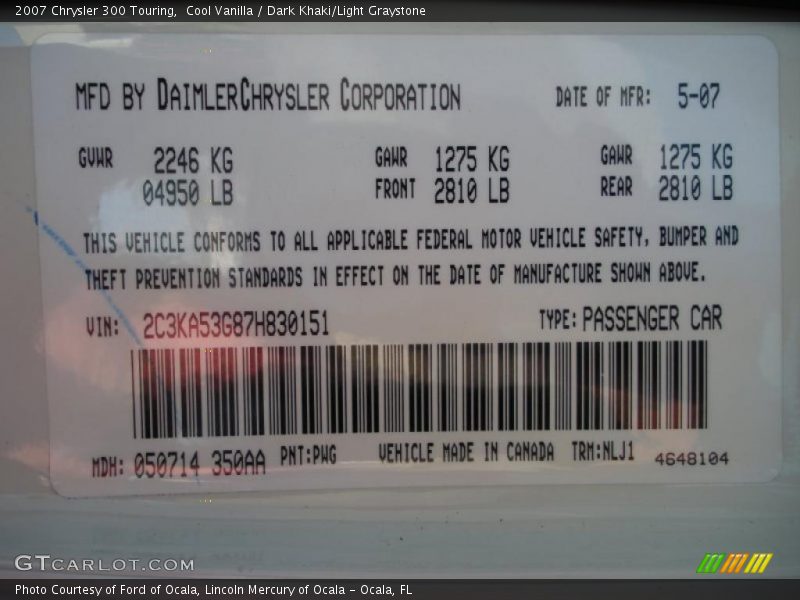 2007 Chrysler 300 Touring,  Cool Vanilla / Dark Khaki/Light Graystone
MFD BY DAIMLERCHRYSLER CORPORATION DATE OF MFR: 5-07
GVWR 2246 KG GAWR 1275 KG GAWR 1275 KG
04950 LB FRONT 2810 LB REAR 2810 LB
THIS VEHICLE CONFORMS TO ALL APPLICABLE FEDERAL MOTOR VEHICLE SAFETY, BUMPER AND
THEFT PREVENTION STANDARDS IN EFFECT ON THE DATE OF MANUFACTURE SHOWN ABOVE.
VIN: 2C3KA53G87H830151 TYPE: PASSENGER CAR
MDH: 050714 350AA PNT:PWG VEHICLE MADE IN CANADA TRM:NLJ1 4648104
GTCARLOT.COM
Photo Courtesy of Ford of Ocala, Lincoln Mercury of Ocala - Ocala, FL